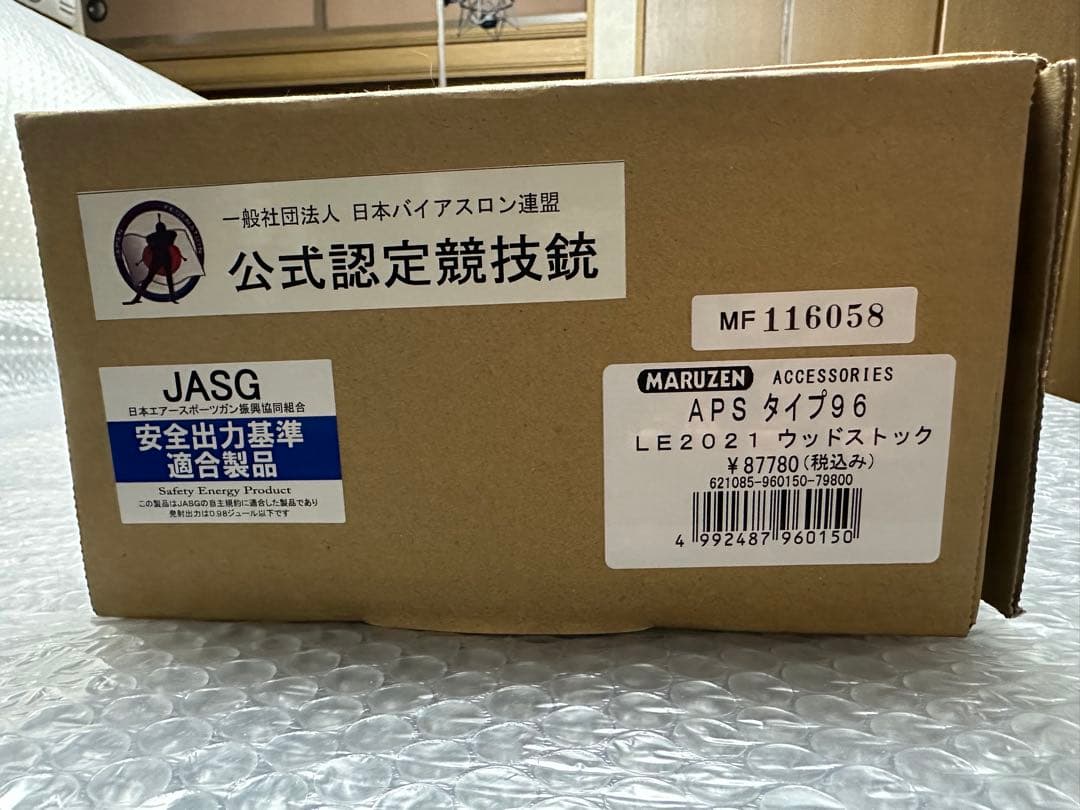 一般社団法人 日本バイアスロン連盟
公式認定競技銃
MF 116058
JASG
日本エアースポーツガン振興協同組合
安全出力基準
適合製品
Safety Energy Product
この製品はJASGの自主規約に適合した製品であり
発射出力は0.98ジュール以下です
MARUZEN ACCESSORIES
APS タイプ96
LE2021 ウッドストック
¥87780(税込み)
621085-960150-79800
4 992487 960150